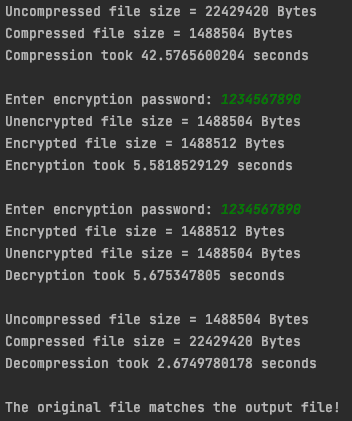 Uncompressed file size = 22429420 Bytes
Compressed file size = 1488504 Bytes
Compression took 42.5765600204 seconds
Enter encryption password: 1234567890
Unencrypted file size = 1488504 Bytes
Encrypted file size = 1488512 Bytes
Encryption took 5.5818529129 seconds
Enter encryption password: 1234567890
Encrypted file size = 1488512 Bytes
Unencrypted file size = 1488504 Bytes
Decryption took 5.675347805 seconds
Uncompressed file size = 1488504 Bytes
Compressed file size = 22429420 Bytes
Decompression took 2.6749780178 seconds
The original file matches the output file!